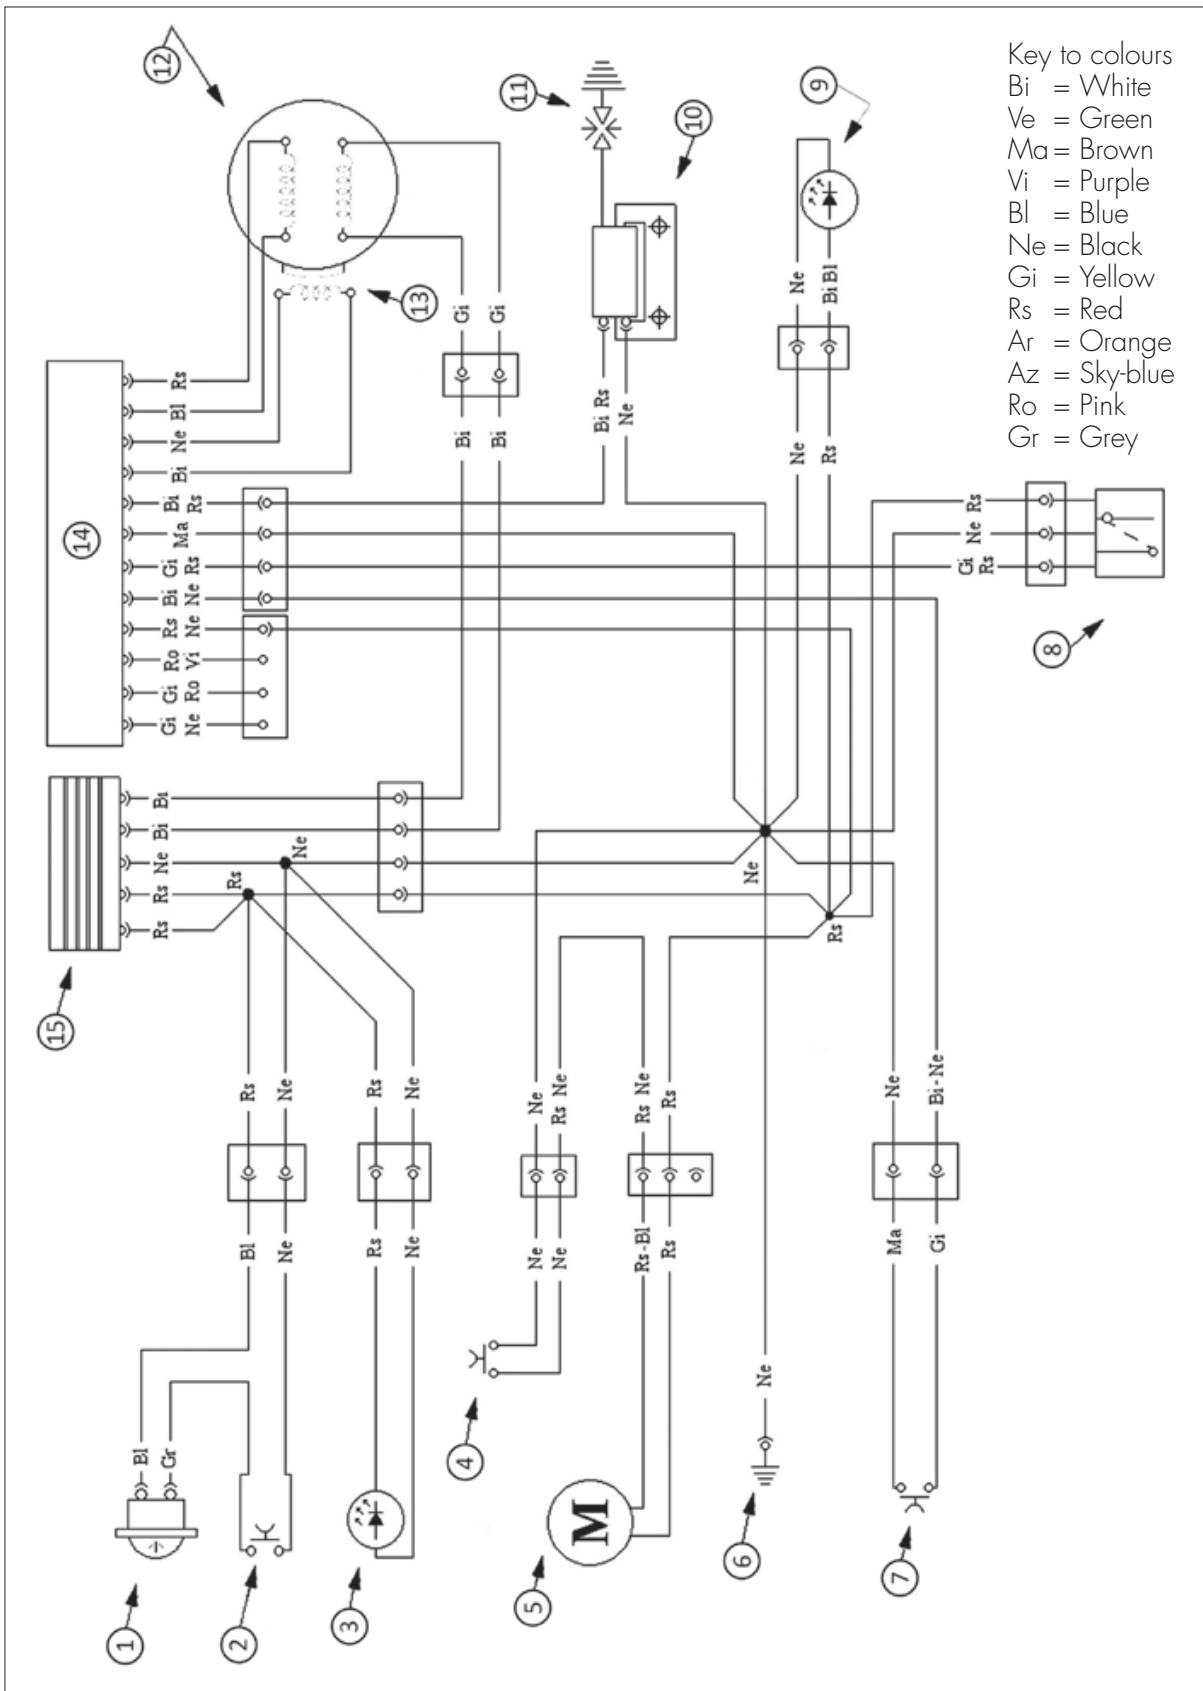 Key to colours
Bi = White
Ve = Green
Ma = Brown
Vi = Purple
Bl = Blue
Ne = Black
Gi = Yellow
Rs = Red
Ar = Orange
Az = Sky-blue
Ro = Pink
Gr = Grey
12
11
9
10
13
Gi
Gi
Ne
Bi Bl
Rs
Bl
Ne
Bi
Bi Rs
Ma
Gi Rs
Bi Ne
Rs Ne
Ro Vi
Gi Ro
Gi Ne
14
Bi
Bi
Bi Rs
Ne
Ne
Rs
Rs
Ne
Gi Rs
8
Bi
Bi
Ne
Rs
Rs
Ne
Rs
15
Ne
Rs
Rs
Ne
Rs
Ne
Ne
Rs Ne
Rs Ne
Rs
Ne
Bi-Ne
Bl
Ne
Rs
Ne
Ne
Ne
Rs-Bl
Rs
Ma
Gi
Ne
Bl
Gr
M
1
2
3
4
5
6
7